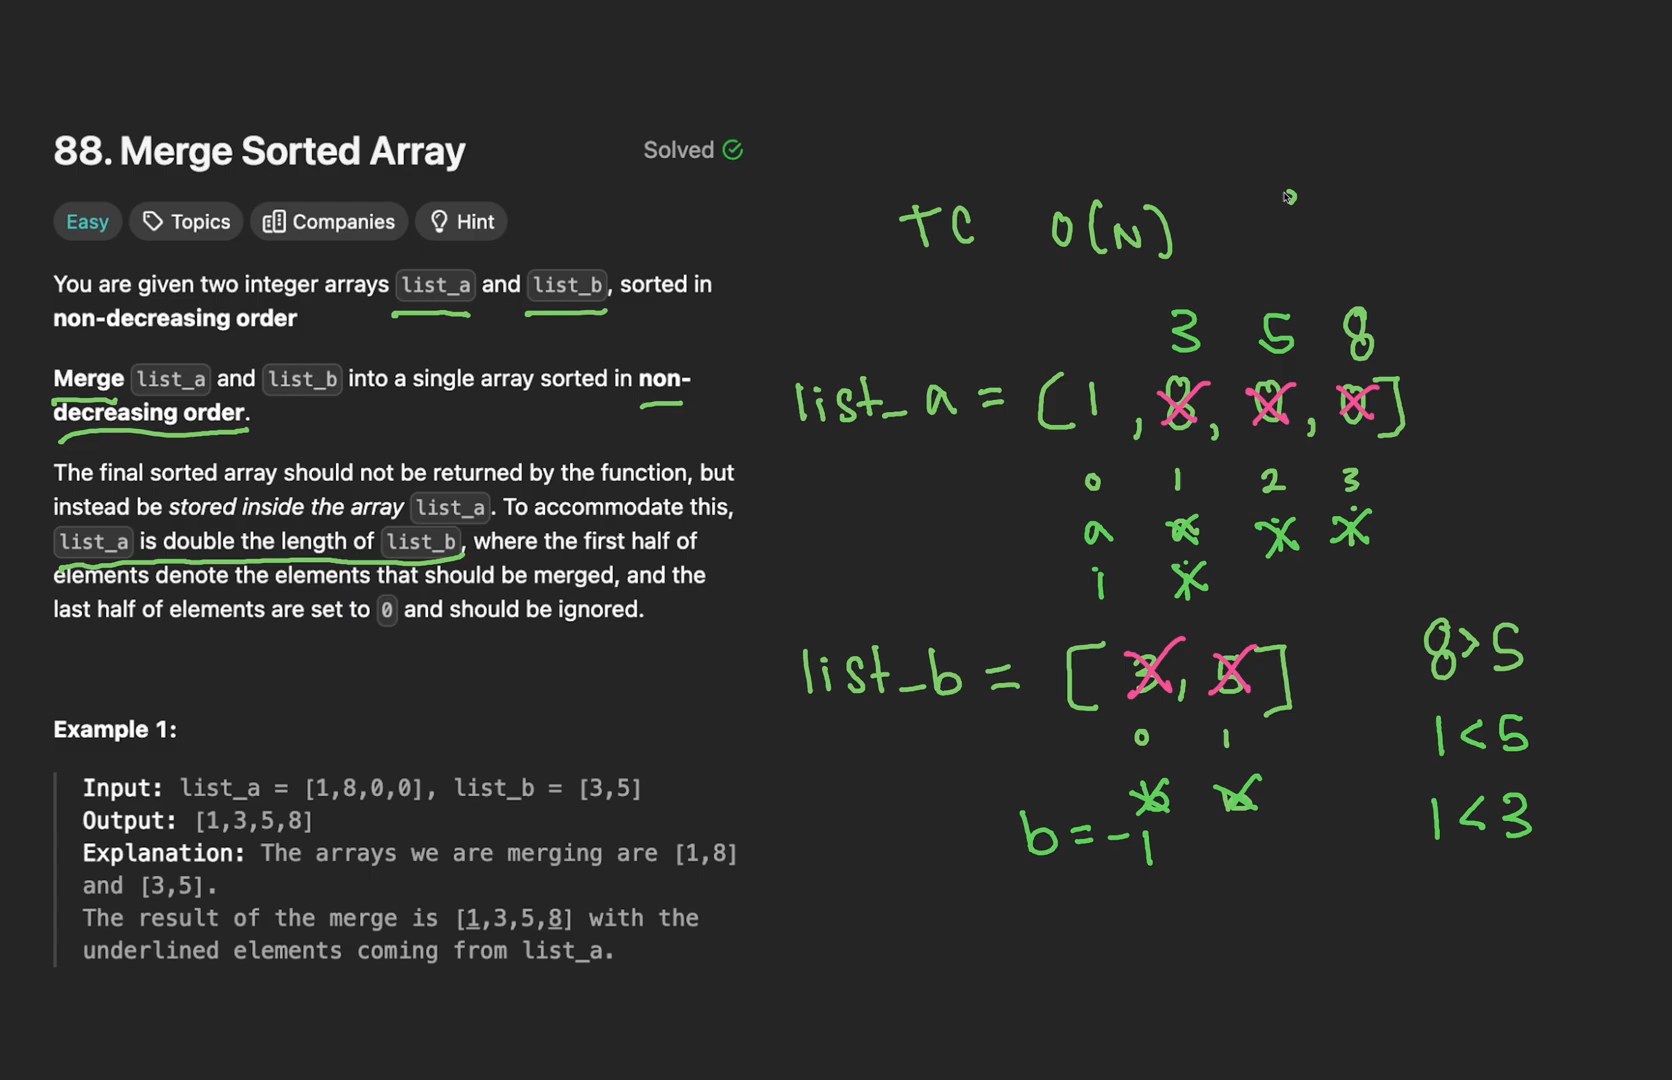 88. Merge Sorted Array
Solved
Easy Topics Companies Hint
You are given two integer arrays list_a and list_b, sorted in
non-decreasing order
Merge list_a and list_b into a single array sorted in non-
decreasing order.
The final sorted array should not be returned by the function, but
instead be stored inside the array list_a. To accommodate this,
list_a is double the length of list_b, where the first half of
elements denote the elements that should be merged, and the
last half of elements are set to 0 and should be ignored.
Example 1:
Input: list_a = [1,8,0,0], list_b = [3,5]
Output: [1,3,5,8]
Explanation: The arrays we are merging are [1,8]
and [3,5].
The result of the merge is [1,3,5,8] with the
underlined elements coming from list_a.
TC O(N)
3 5 8
list_a = [1, 8, 0, 0]
0 1 2 3
a
i
list_b = [3, 5]
0 1
b = -1
8>5
1<5
1<3